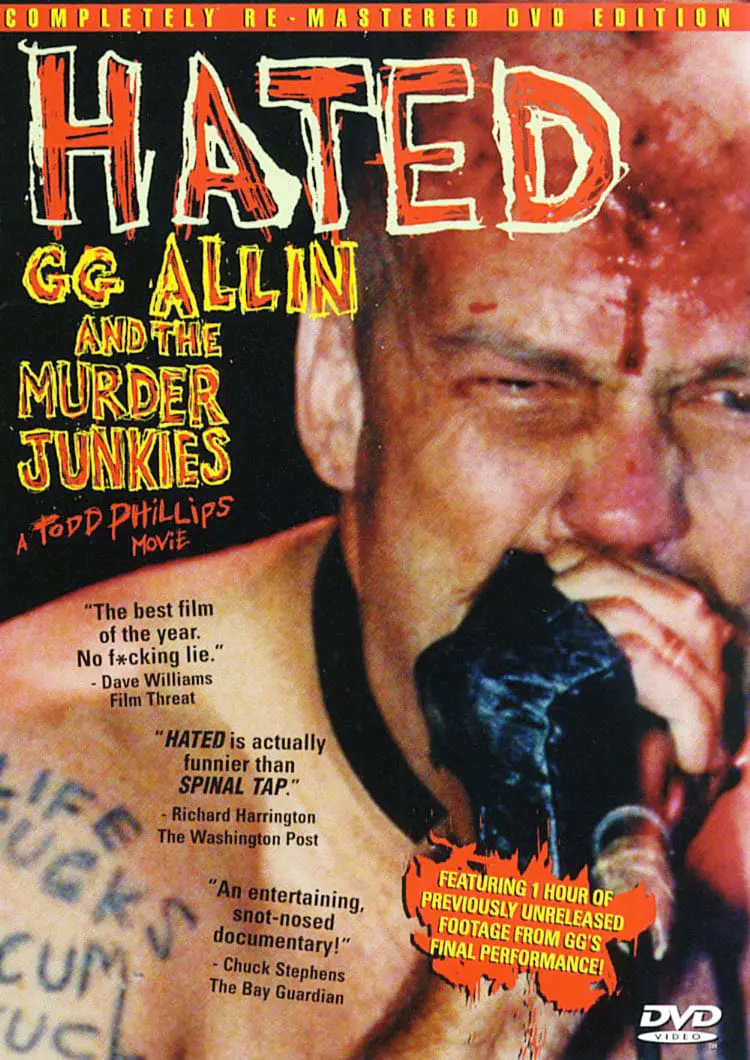 COMPLETELY RE-MASTERED DVD EDITION
HATED
GG ALLIN
AND THE
MURDER
JUNKIES
A TODD PHILLIPS
MOVIE
"The best film
of the year.
No f*cking lie."
- Dave Williams
Film Threat
"HATED is actually
funnier than
SPINAL TAP."
- Richard Harrington
The Washington Post
"An entertaining,
snot-nosed
documentary!"
- Chuck Stephens
The Bay Guardian
FEATURING 1 HOUR OF
PREVIOUSLY UNRELEASED
FOOTAGE FROM GG'S
FINAL PERFORMANCE!
LIFE
SUCKS
CUM
DVD
VIDEO